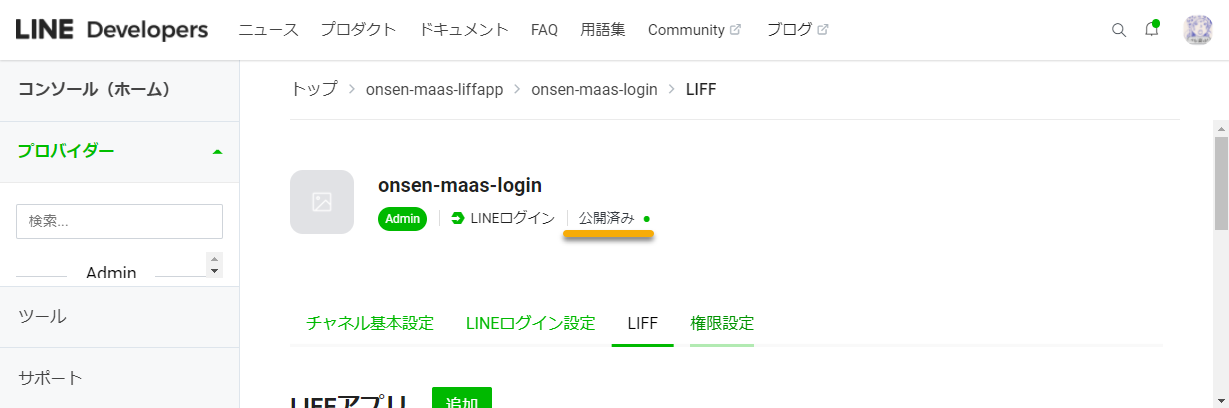 LINE Developers ニュース プロダクト ドキュメント FAQ 用語集 Community ブログ
コンソール（ホーム）
プロバイダー
検索...
Admin
ツール
サポート
トップ > onsen-maas-liffapp > onsen-maas-login > LIFF
onsen-maas-login
Admin LINEログイン 公開済み
チャネル基本設定 LINEログイン設定 LIFF 権限設定
LIFFアプリ 追加